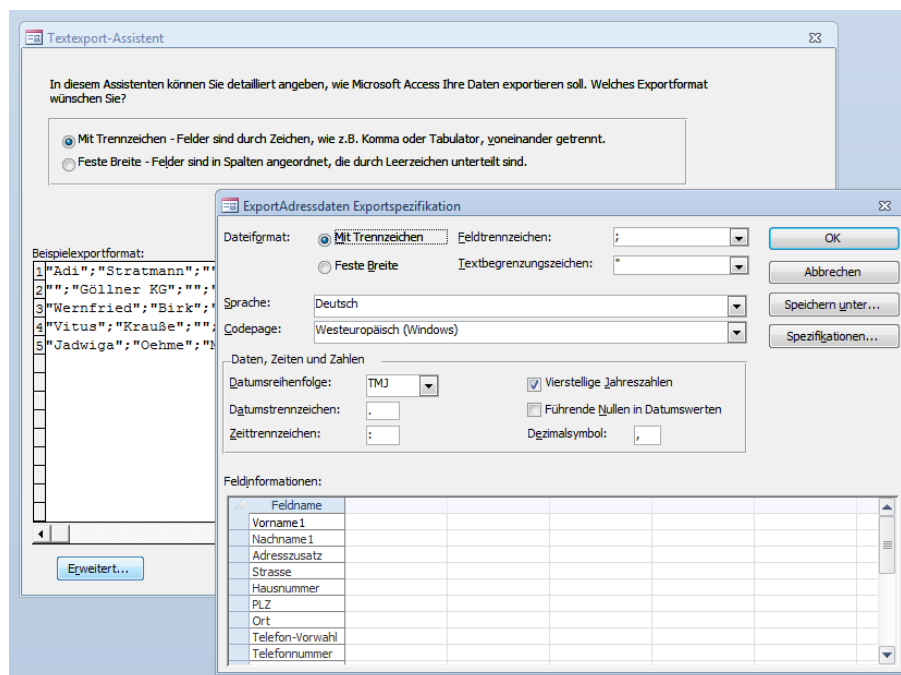 Textexport-Assistent
In diesem Assistenten können Sie detailliert angeben, wie Microsoft Access Ihre Daten exportieren soll. Welches Exportformat
wünschen Sie?
Mit Trennzeichen - Felder sind durch Zeichen, wie z.B. Komma oder Tabulator, voneinander getrennt.
Feste Breite - Felder sind in Spalten angeordnet, die durch Leerzeichen unterteilt sind.
Beispielexportformat:
1 "Adi";"Stratmann";"
2 "";"Göllner KG";"";"
3 "Wernfried";"Birk";"
4 "Vitus";"Krauße";"";
5 "Jadwiga";"Oehme";"
Erweitert...
ExportAdressdaten Exportspezifikation
Dateiformat: Mit Trennzeichen Feldtrennzeichen: ; OK
Feste Breite Textbegrenzungszeichen: " Abbrechen
Sprache: Deutsch Speichern unter...
Codepage: Westeuropäisch (Windows) Spezifikationen...
Daten, Zeiten und Zahlen
Datumsreihenfolge: TMJ Vierstellige Jahreszahlen
Datumstrennzeichen: . Führende Nullen in Datumswerten
Zeittrennzeichen: : Dezimalsymbol: ,
Feldinformationen:
Feldname
Vorname1
Nachname1
Adresszusatz
Strasse
Hausnummer
PLZ
Ort
Telefon-Vorwahl
Telefonnummer